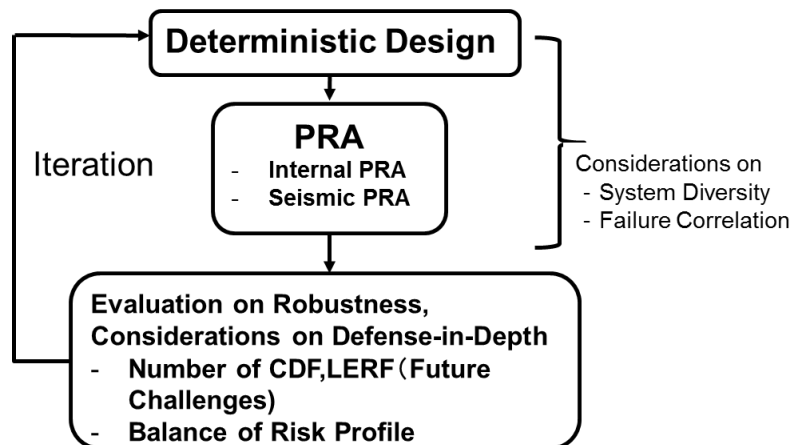 Deterministic Design
Iteration
PRA
- Internal PRA
- Seismic PRA
Considerations on
- System Diversity
- Failure Correlation
Evaluation on Robustness,
Considerations on Defense-in-Depth
- Number of CDF,LERF（Future
Challenges)
- Balance of Risk Profile